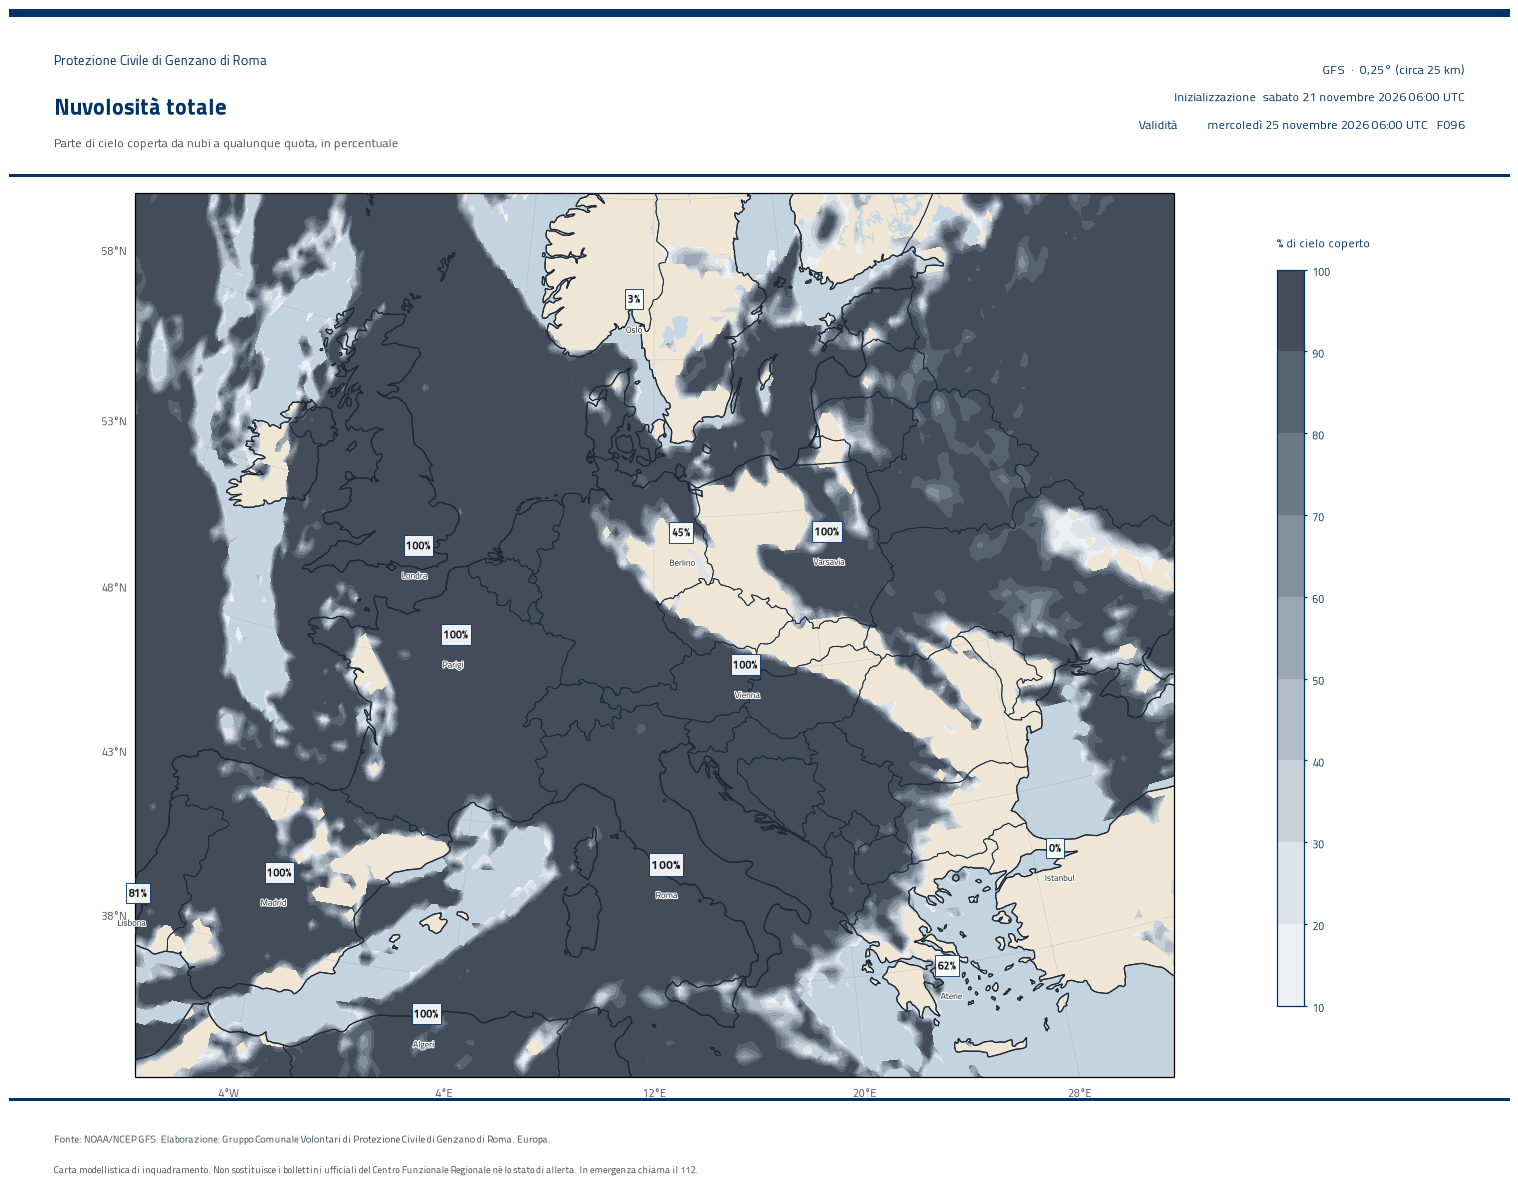 Protezione Civile di Genzano di Roma
Nuvolosità totale
Parte di cielo coperta da nubi a qualunque quota, in percentuale
GFS · 0,25° (circa 25 km)
Inizializzazione sabato 21 novembre 2026 06:00 UTC
Validità mercoledì 25 novembre 2026 06:00 UTC F096
% di cielo coperto
100
90
80
70
60
50
40
30
20
10
58°N
53°N
48°N
43°N
38°N
4°W
4°E
12°E
20°E
28°E
3%
Oslo
45%
Berlino
100%
Varsavia
100%
Londra
100%
Parigi
100%
Vienna
0%
Istanbul
100%
Roma
100%
Madrid
81%
Lisbona
62%
Atene
100%
Algeri
Fonte: NOAA/NCEP GFS. Elaborazione: Gruppo Comunale Volontari di Protezione Civile di Genzano di Roma. Europa.
Carta modellistica di inquadramento. Non sostituisce i bollettini ufficiali del Centro Funzionale Regionale né lo stato di allerta. In emergenza chiama il 112.